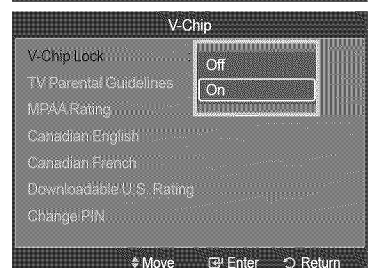 V-Chip
V-Chip Lock
Off
On
TV Parental Guidelines
MPAA Rating
Canadian English
Canadian French
Downloadable U.S. Rating
Change PIN
Move Enter Return